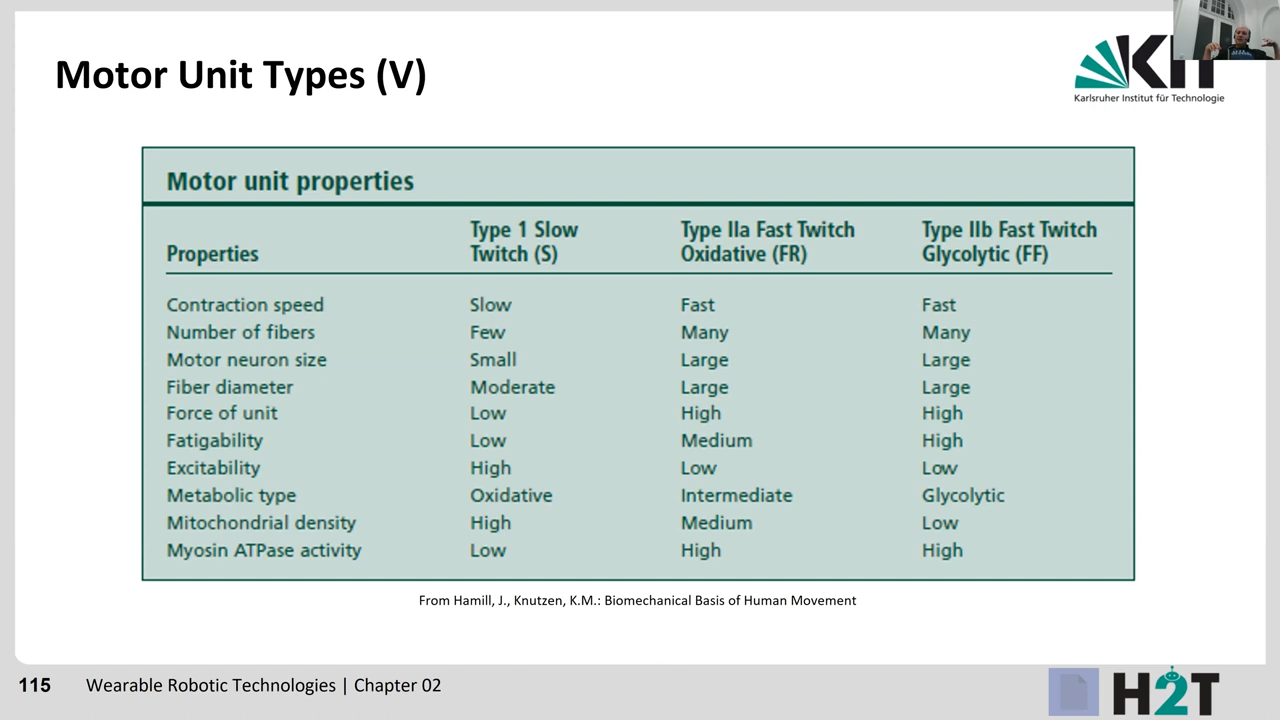 Motor Unit Types (V)
KIT
Karlsruher Institut für Technologie
Motor unit properties
Properties Type 1 Slow Twitch (S) Type IIa Fast Twitch Oxidative (FR) Type IIb Fast Twitch Glycolytic (FF)
Contraction speed Slow Fast Fast
Number of fibers Few Many Many
Motor neuron size Small Large Large
Fiber diameter Moderate Large Large
Force of unit Low High High
Fatigability Low Medium High
Excitability High Low Low
Metabolic type Oxidative Intermediate Glycolytic
Mitochondrial density High Medium Low
Myosin ATPase activity Low High High
From Hamill, J., Knutzen, K.M.: Biomechanical Basis of Human Movement
115 Wearable Robotic Technologies | Chapter 02
H2T